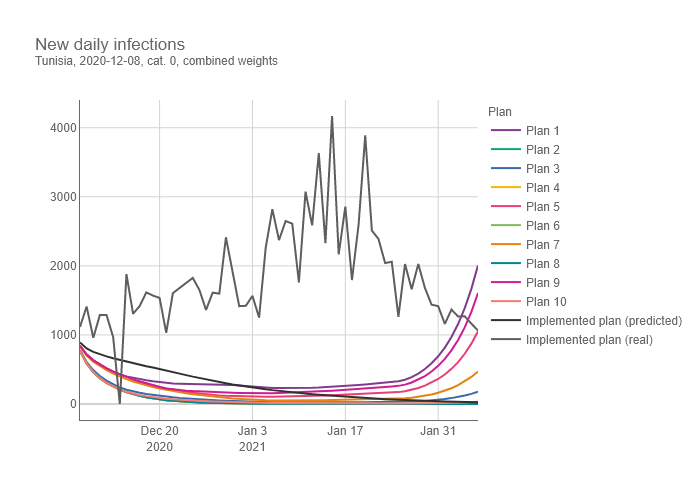 New daily infections
Tunisia, 2020-12-08, cat. 0, combined weights
Plan
Plan 1
Plan 2
Plan 3
Plan 4
Plan 5
Plan 6
Plan 7
Plan 8
Plan 9
Plan 10
Implemented plan (predicted)
Implemented plan (real)
4000
3000
2000
1000
0
Dec 20
2020
Jan 3
2021
Jan 17
Jan 31